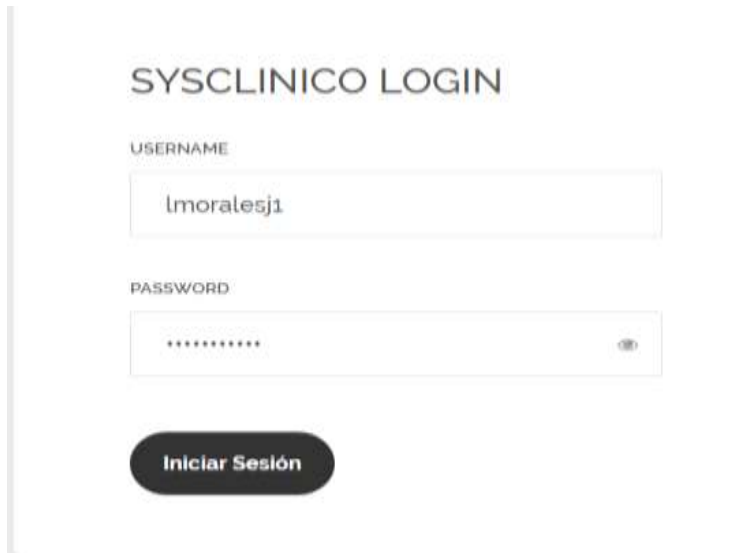 SYSCLINICO LOGIN
USERNAME
lmoralesj1
PASSWORD
•••••••••••
Iniciar Sesión